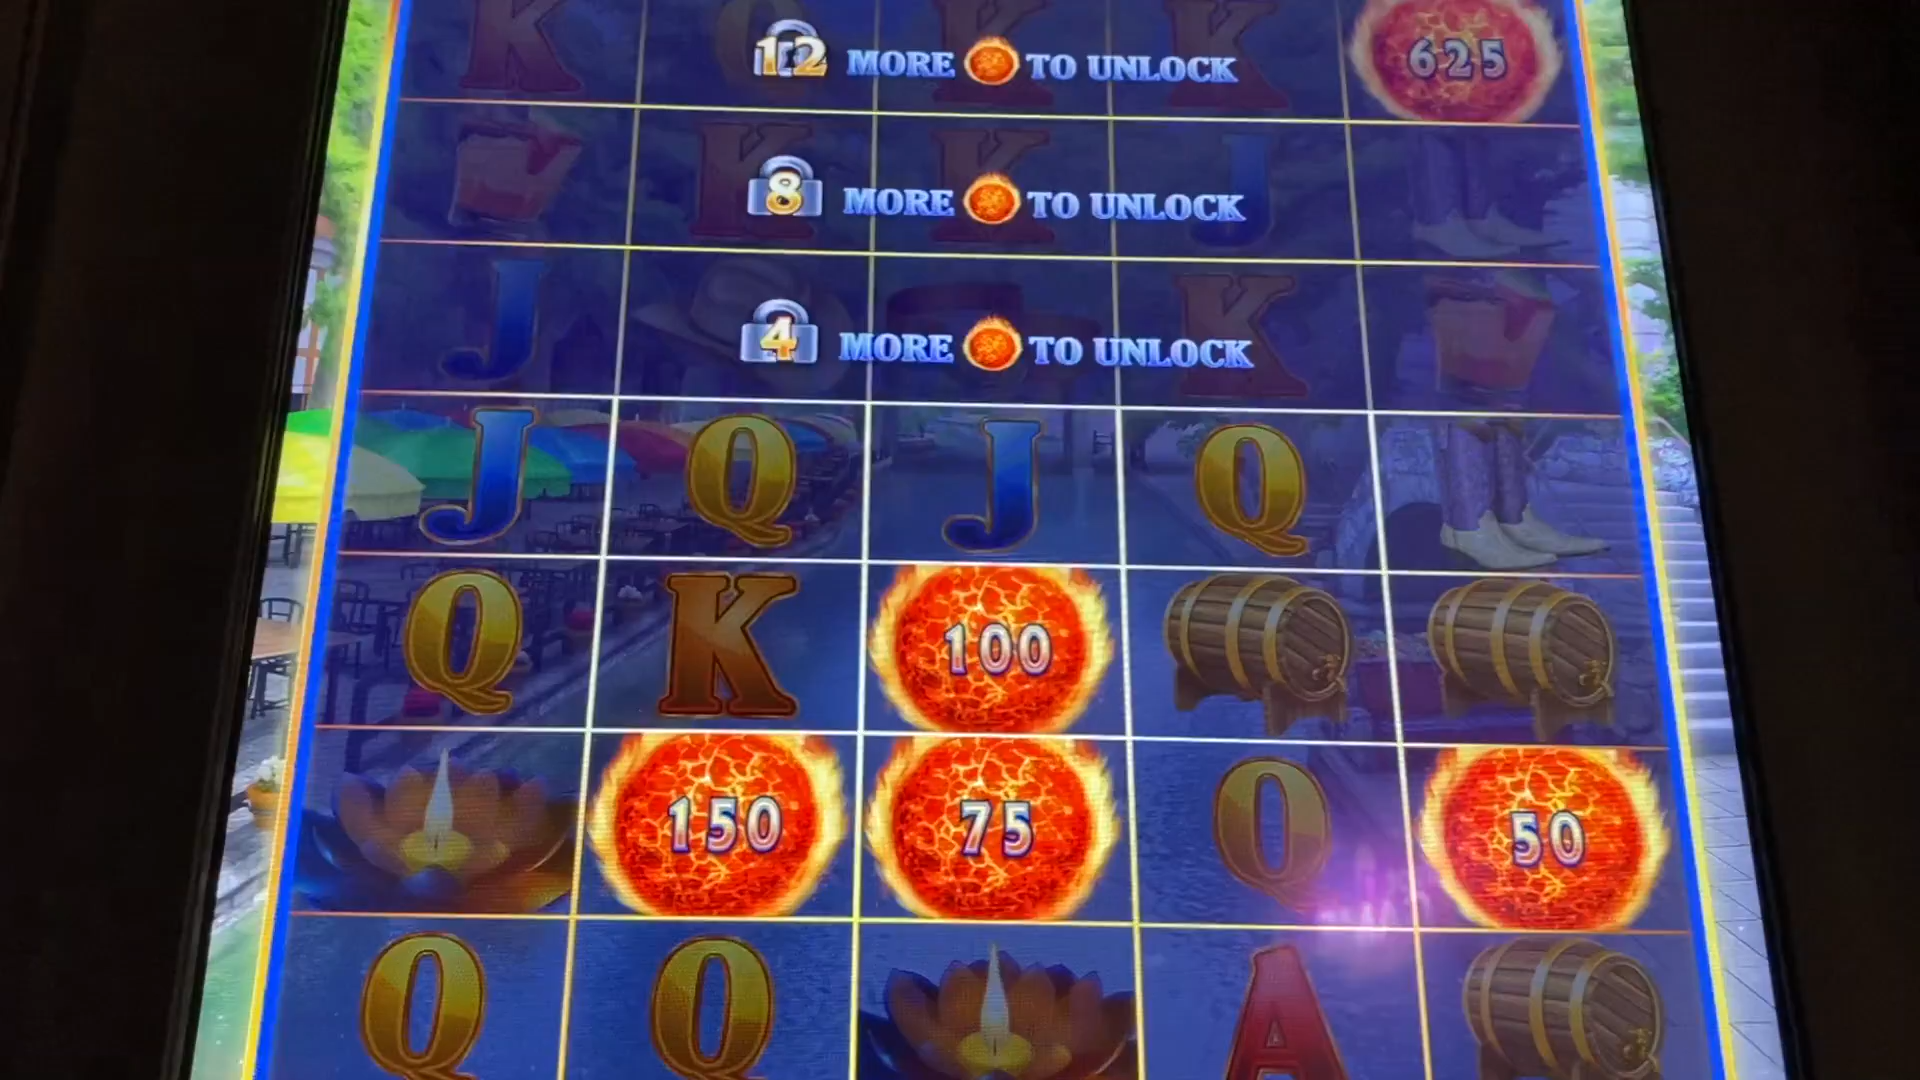 K K K 625
12 MORE TO UNLOCK
K K J
8 MORE TO UNLOCK
J K
4 MORE TO UNLOCK
J Q J Q
Q K 100
150 75 Q 50
Q Q A